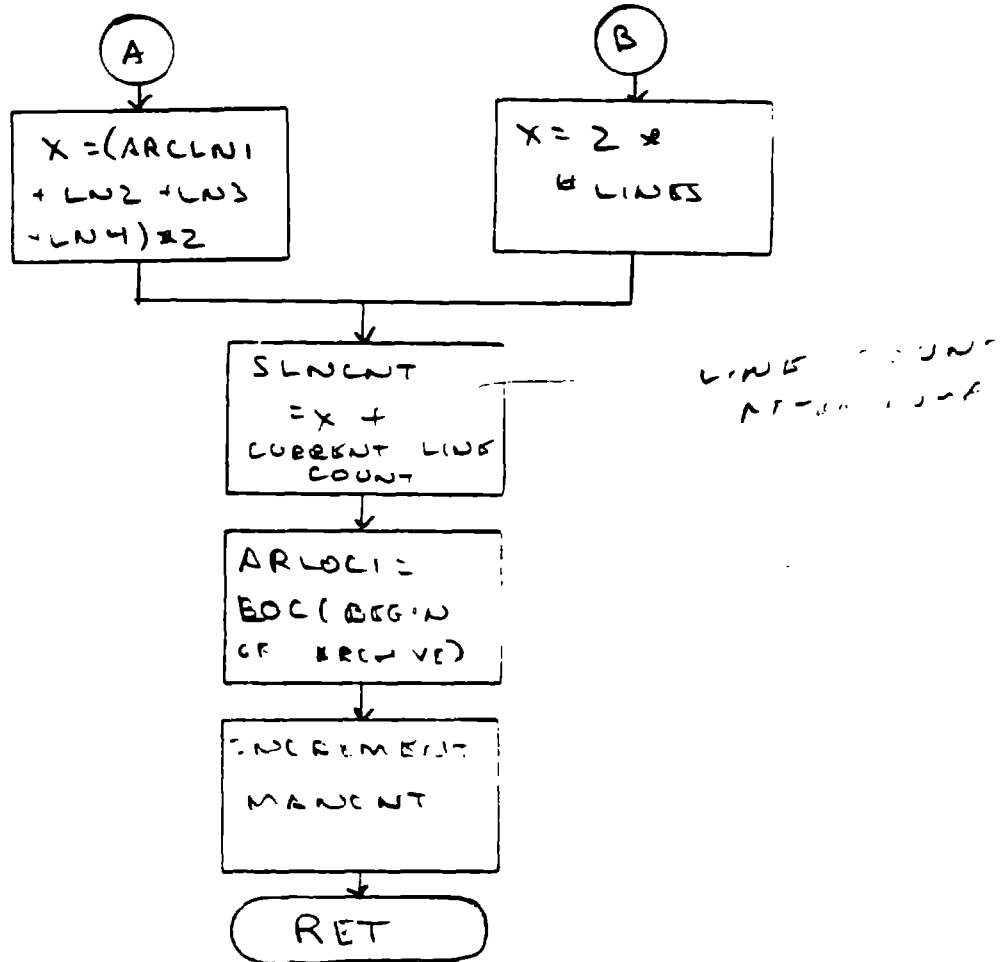 A
B
X = (ARCLN1
+ LN2 + LN3
+ LN4) * 2
X = 2 *
# LINES
SLNCNT
= X +
CURRENT LINE
COUNT
LINE
ARLOC1 =
(BEGIN
OF ARCHIVE)
INCREMENT
MANCNT
RET